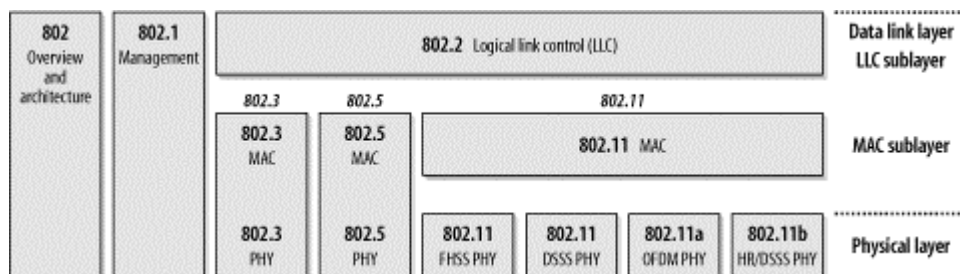 802
Overview
and
architecture
802.1
Management
802.2 Logical link control (LLC)
Data link layer
LLC sublayer
802.3
802.5
802.11
802.3
MAC
802.5
MAC
802.11 MAC
MAC sublayer
802.3
PHY
802.5
PHY
802.11
FHSS PHY
802.11
DSSS PHY
802.11a
OFDM PHY
802.11b
HR/DSSS PHY
Physical layer